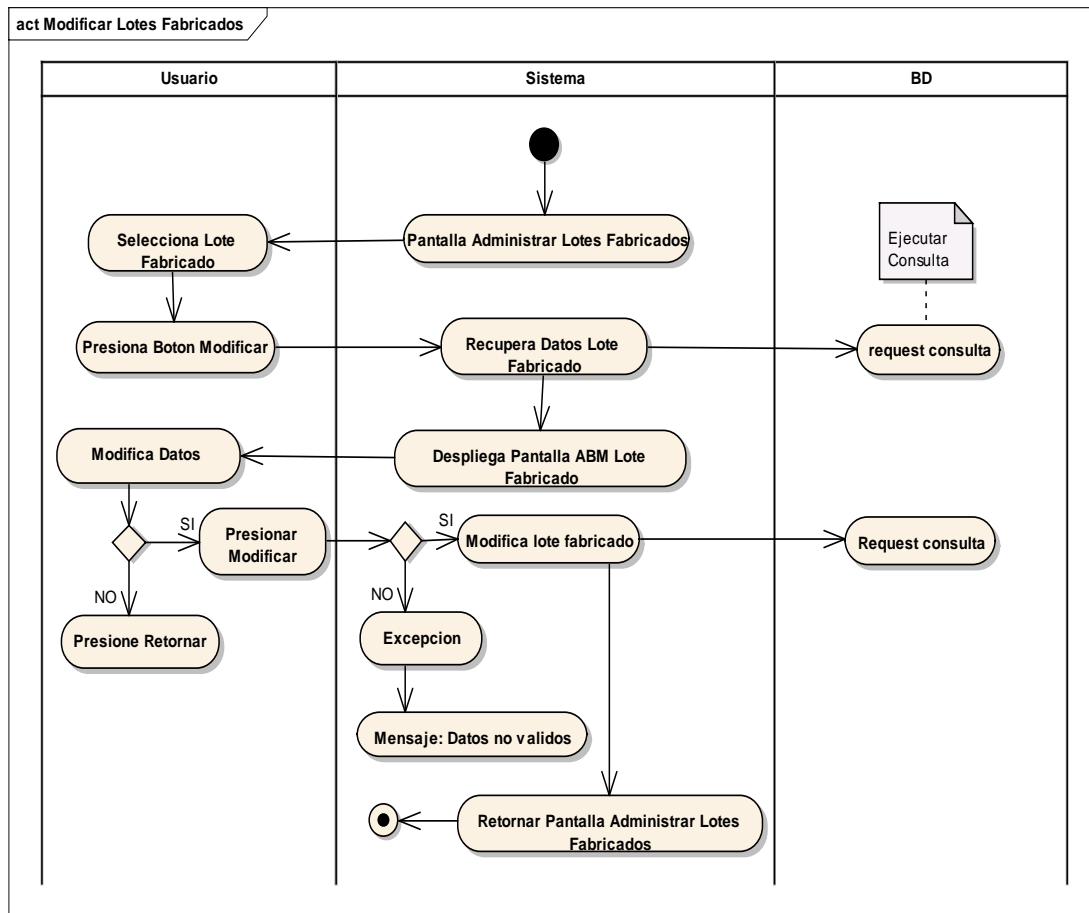 act Modificar Lotes Fabricados
Usuario
Sistema
BD
Selecciona Lote
Fabricado
Pantalla Administrar Lotes Fabricados
Ejecutar
Consulta
Presiona Boton Modificar
Recupera Datos Lote
Fabricado
request consulta
Modifica Datos
Despliega Pantalla ABM Lote
Fabricado
SI
Presionar
Modificar
SI
Modifica lote fabricado
Request consulta
NO
Presione Retornar
NO
Excepcion
Mensaje: Datos no validos
Retornar Pantalla Administrar Lotes
Fabricados